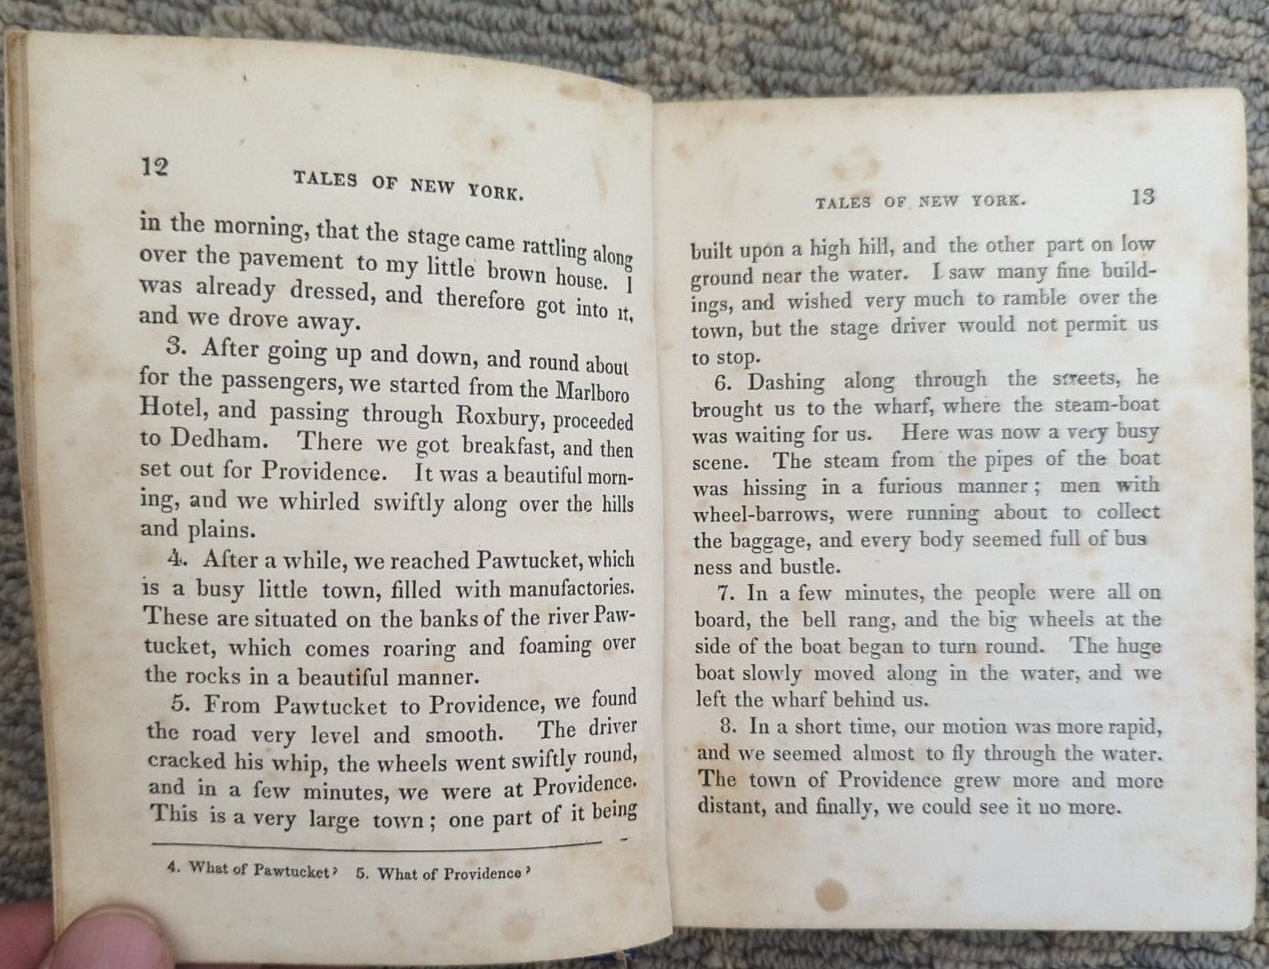 12
TALES OF NEW YORK.
in the morning, that the stage came rattling along
over the pavement to my little brown house. I
was already dressed, and therefore got into it,
and we drove away.
3. After going up and down, and round about
for the passengers, we started from the Marlboro
Hotel, and passing through Roxbury, proceeded
to Dedham. There we got breakfast, and then
set out for Providence. It was a beautiful morn-
ing, and we whirled swiftly along over the hills
and plains.
4. After a while, we reached Pawtucket, which
is a busy little town, filled with manufactories.
These are situated on the banks of the river Paw-
tucket, which comes roaring and foaming over
the rocks in a beautiful manner.
5. From Pawtucket to Providence, we found
the road very level and smooth. The driver
cracked his whip, the wheels went swiftly round,
and in a few minutes, we were at Providence.
This is a very large town; one part of it being
4. What of Pawtucket? 5. What of Providence?
TALES OF NEW YORK.
13
built upon a high hill, and the other part on low
ground near the water. I saw many fine build-
ings, and wished very much to ramble over the
town, but the stage driver would not permit us
to stop.
6. Dashing along through the streets, he
brought us to the wharf, where the steam-boat
was waiting for us. Here was now a very busy
scene. The steam from the pipes of the boat
was hissing in a furious manner; men with
wheel-barrows, were running about to collect
the baggage, and every body seemed full of bus
ness and bustle.
7. In a few minutes, the people were all on
board, the bell rang, and the big wheels at the
side of the boat began to turn round. The huge
boat slowly moved along in the water, and we
left the wharf behind us.
8. In a short time, our motion was more rapid,
and we seemed almost to fly through the water.
The town of Providence grew more and more
distant, and finally, we could see it no more.